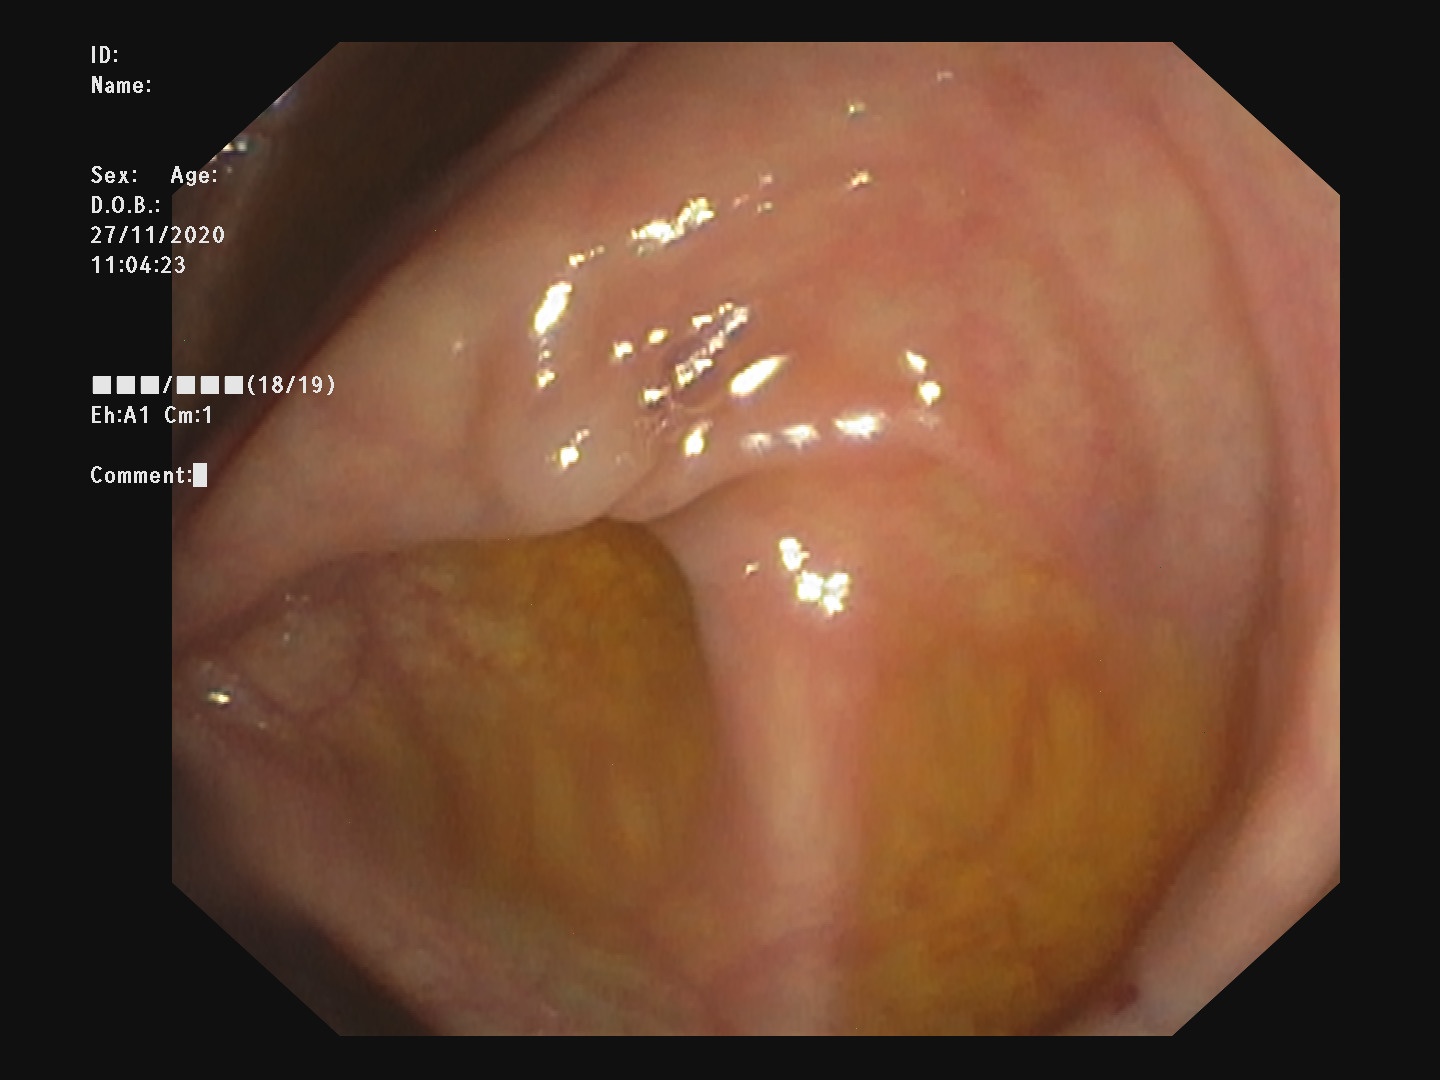 ID:
Name:
Sex: Age:
D.O.B.:
27/11/2020
11:04:23
■■■/■■■(18/19)
Eh:A1 Cm:1
Comment: